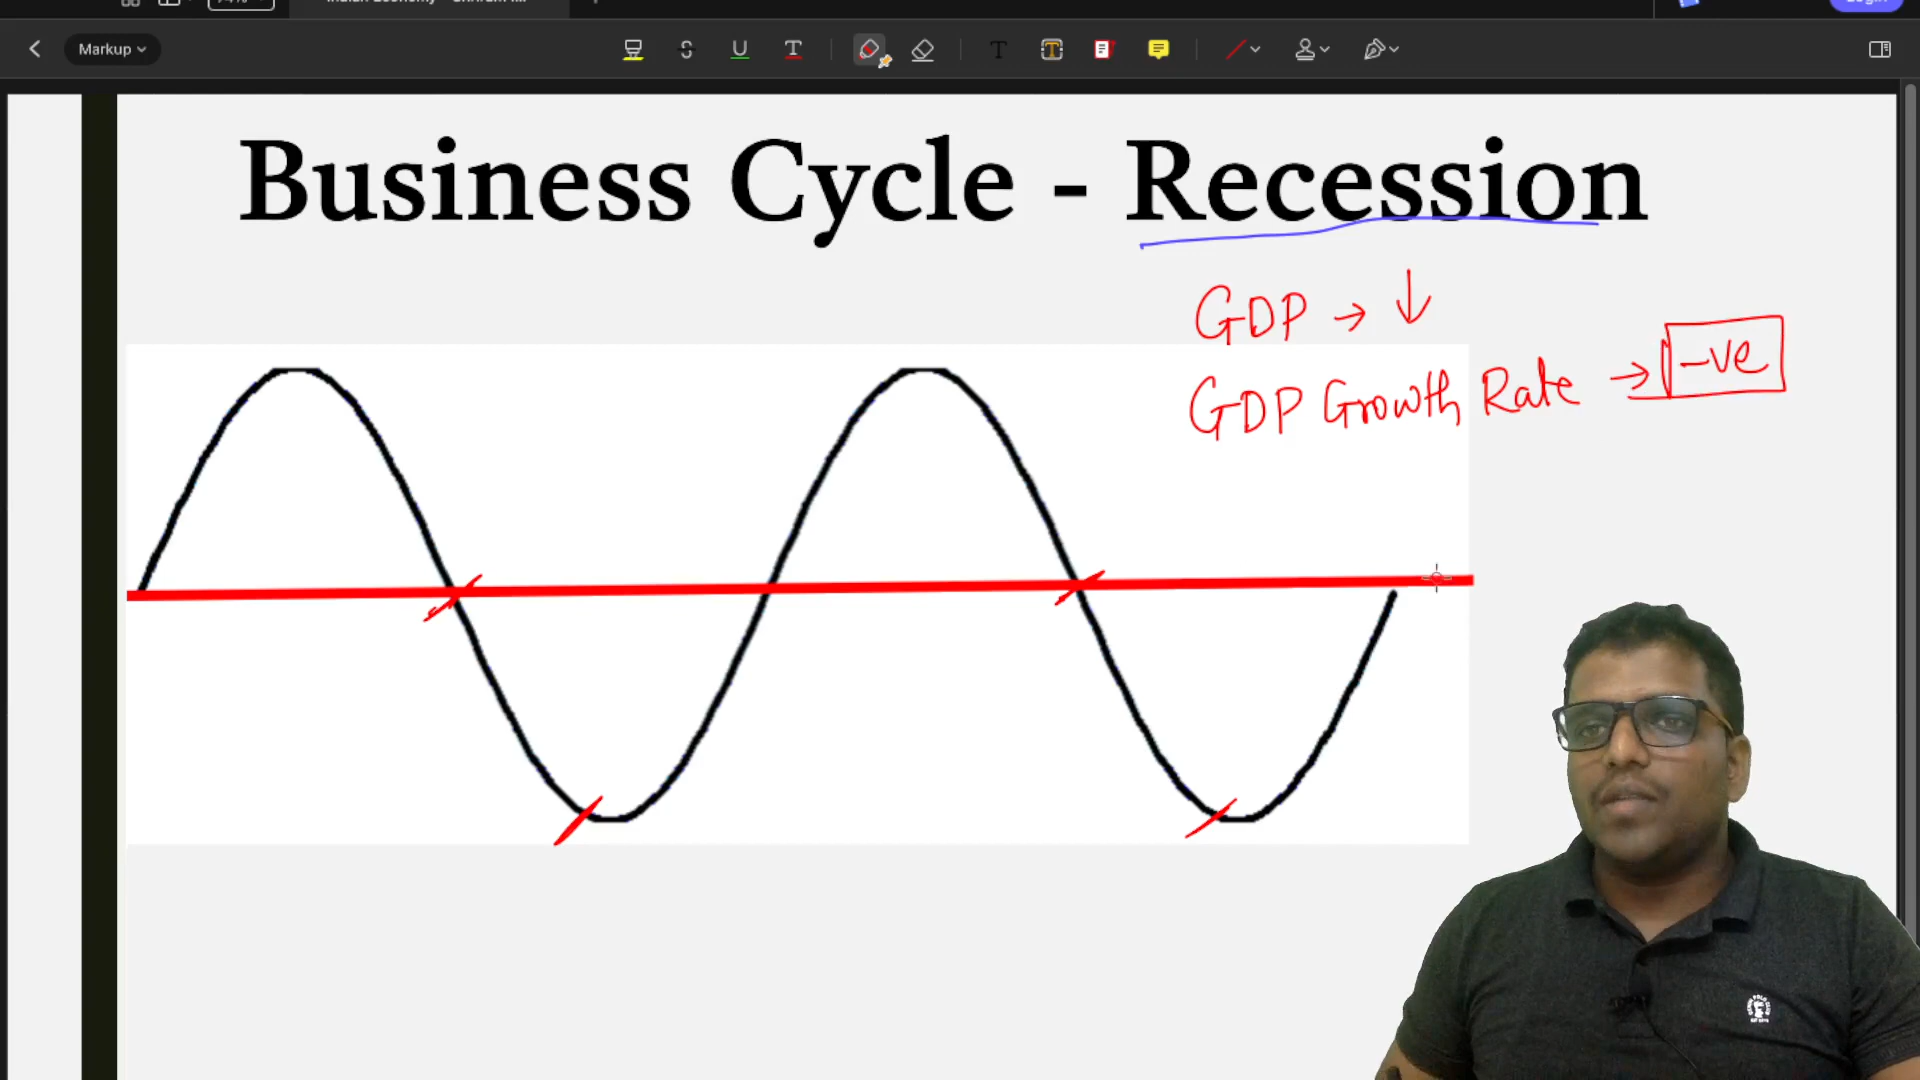 Markup
Business Cycle - Recession
GDP → ↓
GDP Growth Rate → -ve